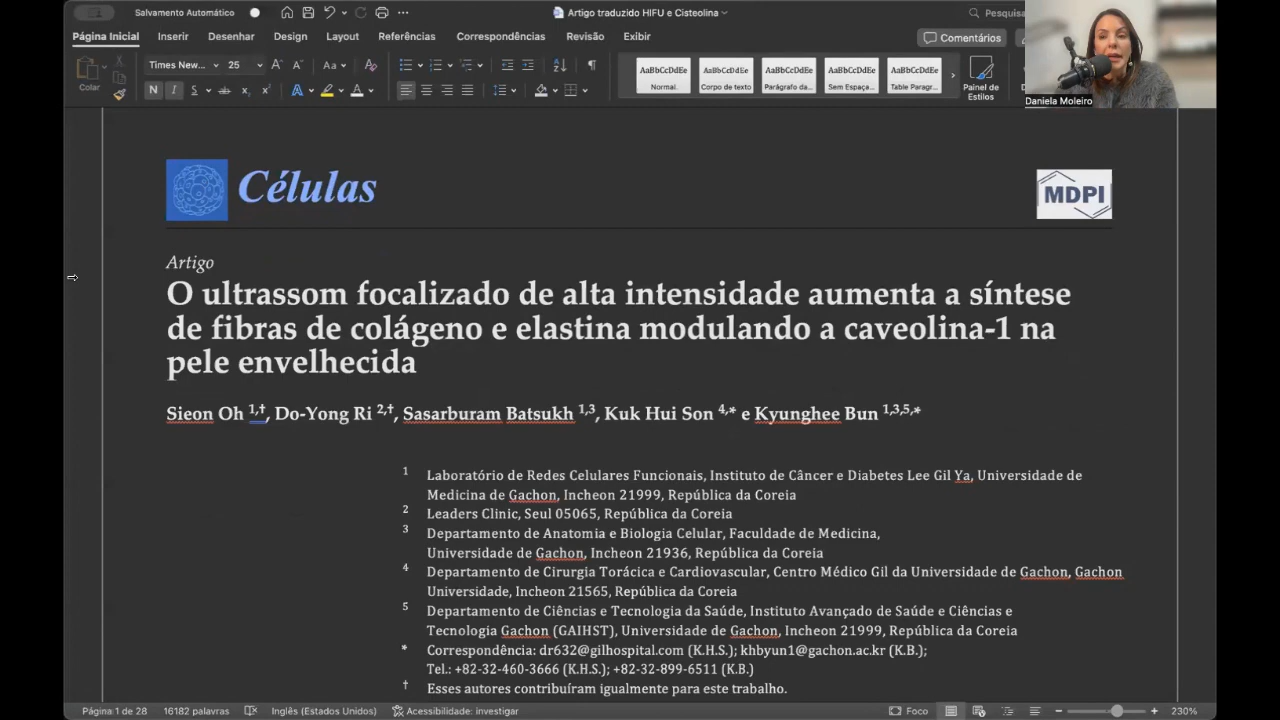 Salvamento Automático
Artigo traduzido HIFU e Cisteolina
Pesquisa
Página Inicial
Inserir
Desenhar
Design
Layout
Referências
Correspondências
Revisão
Exibir
Comentários
Colar
Times New...
25
Aa
N I S ab x
AaBbCcDdEe
AaBbCcDdEe
AaBbCcDdEe
AaBbCcDdEe
AaBbCcDdEe
Normal
Corpo de texto
Parágrafo da...
Sem Espaça...
Table Paragr...
Painel de
Estilos
Daniela Moleiro
Células
MDPI
Artigo
O ultrassom focalizado de alta intensidade aumenta a síntese
de fibras de colágeno e elastina modulando a caveolina-1 na
pele envelhecida
Sieon Oh 1,†, Do-Yong Ri 2,†, Sasarburam Batsukh 1,3, Kuk Hui Son 4,* e Kyunghee Bun 1,3,5,*
1 Laboratório de Redes Celulares Funcionais, Instituto de Câncer e Diabetes Lee Gil Ya, Universidade de
Medicina de Gachon, Incheon 21999, República da Coreia
2 Leaders Clinic, Seul 05065, República da Coreia
3 Departamento de Anatomia e Biologia Celular, Faculdade de Medicina,
Universidade de Gachon, Incheon 21936, República da Coreia
4 Departamento de Cirurgia Torácica e Cardiovascular, Centro Médico Gil da Universidade de Gachon, Gachon
Universidade, Incheon 21565, República da Coreia
5 Departamento de Ciências e Tecnologia da Saúde, Instituto Avançado de Saúde e Ciências e
Tecnologia Gachon (GAIHST), Universidade de Gachon, Incheon 21999, República da Coreia
* Correspondência: dr632@gilhospital.com (K.H.S.); khbyun1@gachon.ac.kr (K.B.);
Tel.: +82-32-460-3666 (K.H.S.); +82-32-899-6511 (K.B.)
† Esses autores contribuíram igualmente para este trabalho.
Página 1 de 28
16182 palavras
Inglês (Estados Unidos)
Acessibilidade: investigar
Foco
230%